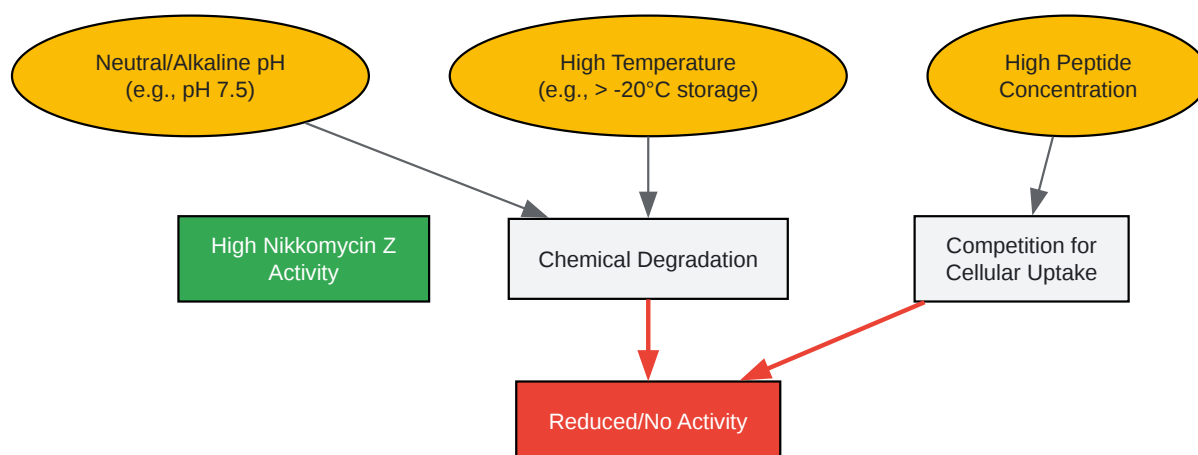 Neutral/Alkaline pH
(e.g., pH 7.5)
High Temperature
(e.g., > -20°C storage)
High Peptide
Concentration
High Nikkomycin Z
Activity
Chemical Degradation
Competition for
Cellular Uptake
Reduced/No Activity